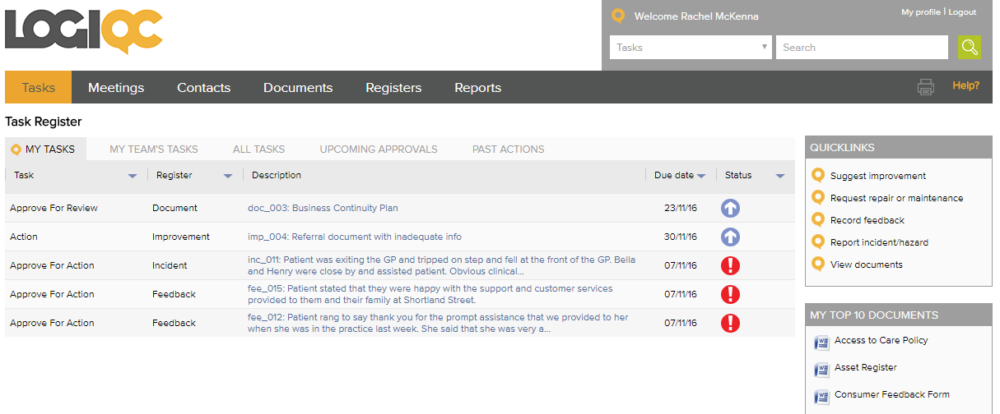 LOGIQC
Welcome Rachel McKenna
My profile | Logout
Tasks
Search
Tasks Meetings Contacts Documents Registers Reports
Help?
Task Register
MY TASKS MY TEAM'S TASKS ALL TASKS UPCOMING APPROVALS PAST ACTIONS
Task Register Description Due date Status
Approve For Review Document doc_003: Business Continuity Plan 23/11/16
Action Improvement imp_004: Referral document with inadequate info 30/11/16
Approve For Action Incident inc_011: Patient was exiting the GP and tripped on step and fell at the front of the GP. Bella
and Henry were close by and assisted patient. Obvious clinical... 07/11/16
Approve For Action Feedback fee_015: Patient stated that they were happy with the support and customer services
provided to them and their family at Shortland Street. 07/11/16
Approve For Action Feedback fee_012: Patient rang to say thank you for the prompt assistance that we provided to her
when she was in the practice last week. She said that she was very a... 07/11/16
QUICKLINKS
Suggest improvement
Request repair or maintenance
Record feedback
Report incident/hazard
View documents
MY TOP 10 DOCUMENTS
Access to Care Policy
Asset Register
Consumer Feedback Form